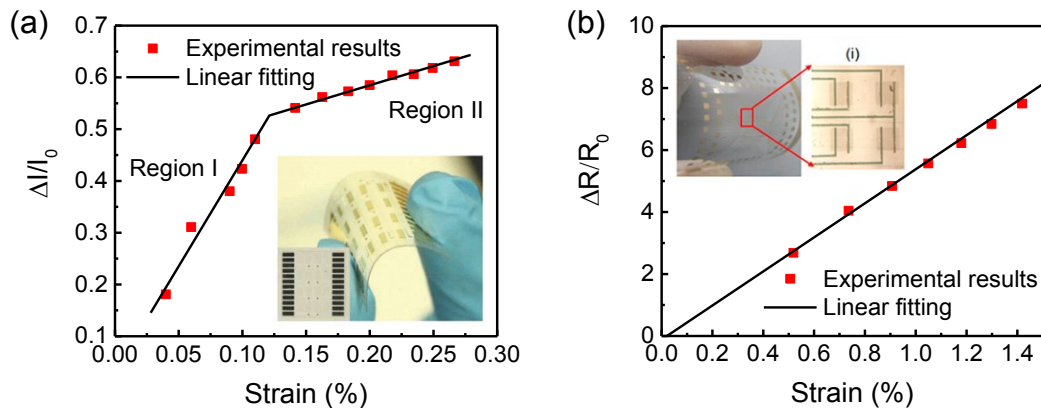 (a)
0.7
0.6
0.5
0.4
0.3
0.2
0.1
ΔI/I₀
Experimental results
Linear fitting
Region I
Region II
0.00 0.05 0.10 0.15 0.20 0.25 0.30
Strain (%)
(b)
10
8
6
4
2
0
ΔR/R₀
(i)
Experimental results
Linear fitting
0.0 0.2 0.4 0.6 0.8 1.0 1.2 1.4
Strain (%)